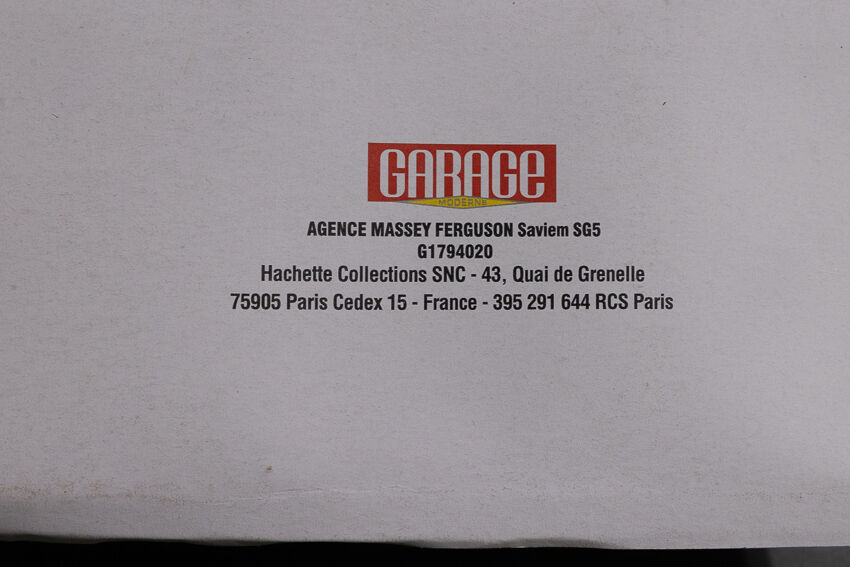 GARAGE
MODERNE
AGENCE MASSEY FERGUSON Saviem SG5
G1794020
Hachette Collections SNC - 43, Quai de Grenelle
75905 Paris Cedex 15 - France - 395 291 644 RCS Paris